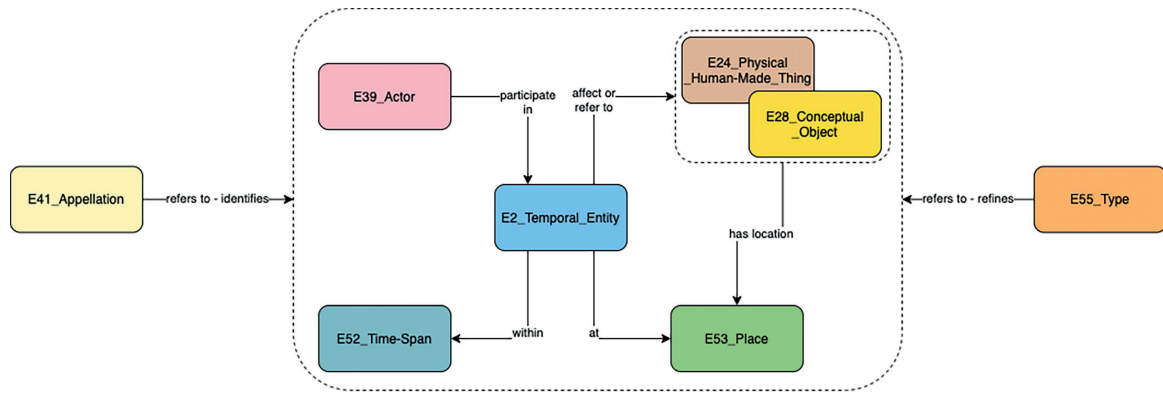 E24_Physical
_Human-Made_Thing
E39_Actor
participate
in
affect or
refer to
E28_Conceptual
_Object
E41_Appellation
refers to - identifies
E2_Temporal_Entity
refers to - refines
E55_Type
has location
E52_Time-Span
within
at
E53_Place